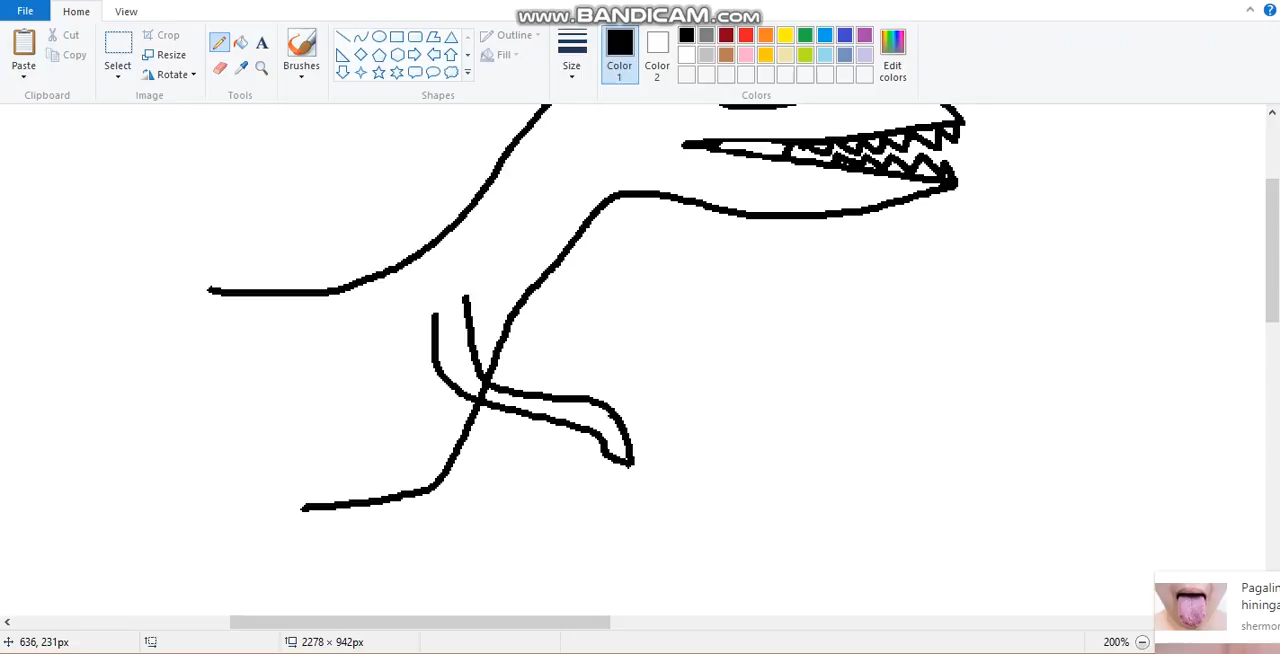 www.BANDICAM.com
File Home View
Paste Cut Copy Clipboard
Select Crop Resize Rotate Image
Tools
Brushes
Outline Fill Shapes
Size
Color 1 Color 2 Edit colors Colors
Pagalin
hininga
shermor
636, 231px 2278 × 942px 200%